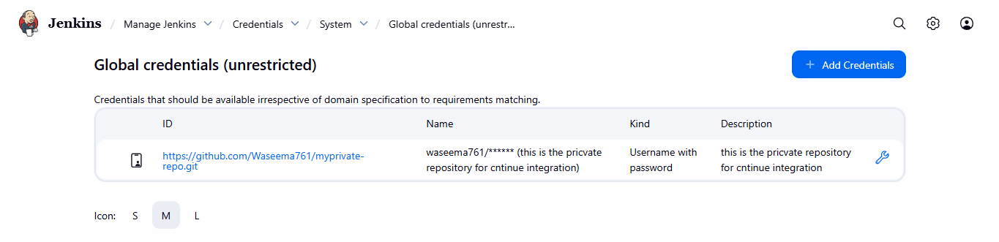 Jenkins / Manage Jenkins / Credentials / System / Global credentials (unrestr...
Global credentials (unrestricted)
+ Add Credentials
Credentials that should be available irrespective of domain specification to requirements matching.
ID Name Kind Description
https://github.com/Waseema761/myprivate-
repo.git
waseema761/****** (this is the pricvate
repository for cntinue integration)
Username with
password
this is the pricvate repository
for cntinue integration
Icon: S M L